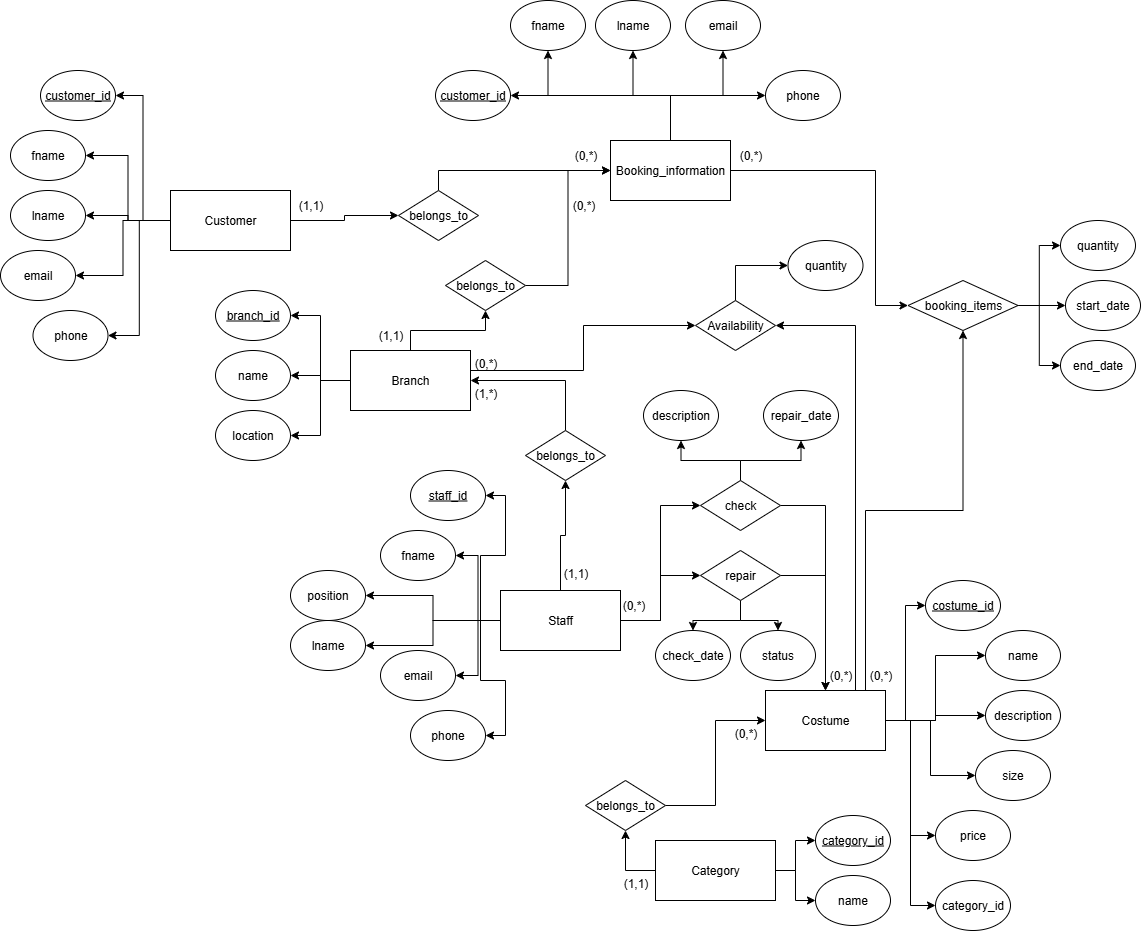 fname
lname
email
customer_id
customer_id
phone
fname
(0,*)
Booking_information
(0,*)
lname
Customer
(1,1)
belongs_to
(0,*)
email
quantity
quantity
belongs_to
branch_id
booking_items
start_date
phone
(1,1)
Availability
(0,*)
name
Branch
(1,*)
end_date
description
repair_date
location
belongs_to
staff_id
check
fname
(1,1)
repair
position
(0,*)
costume_id
Staff
lname
check_date
status
name
email
(0,*)
(0,*)
description
phone
(0,*)
Costume
size
belongs_to
price
category_id
Category
(1,1)
name
category_id